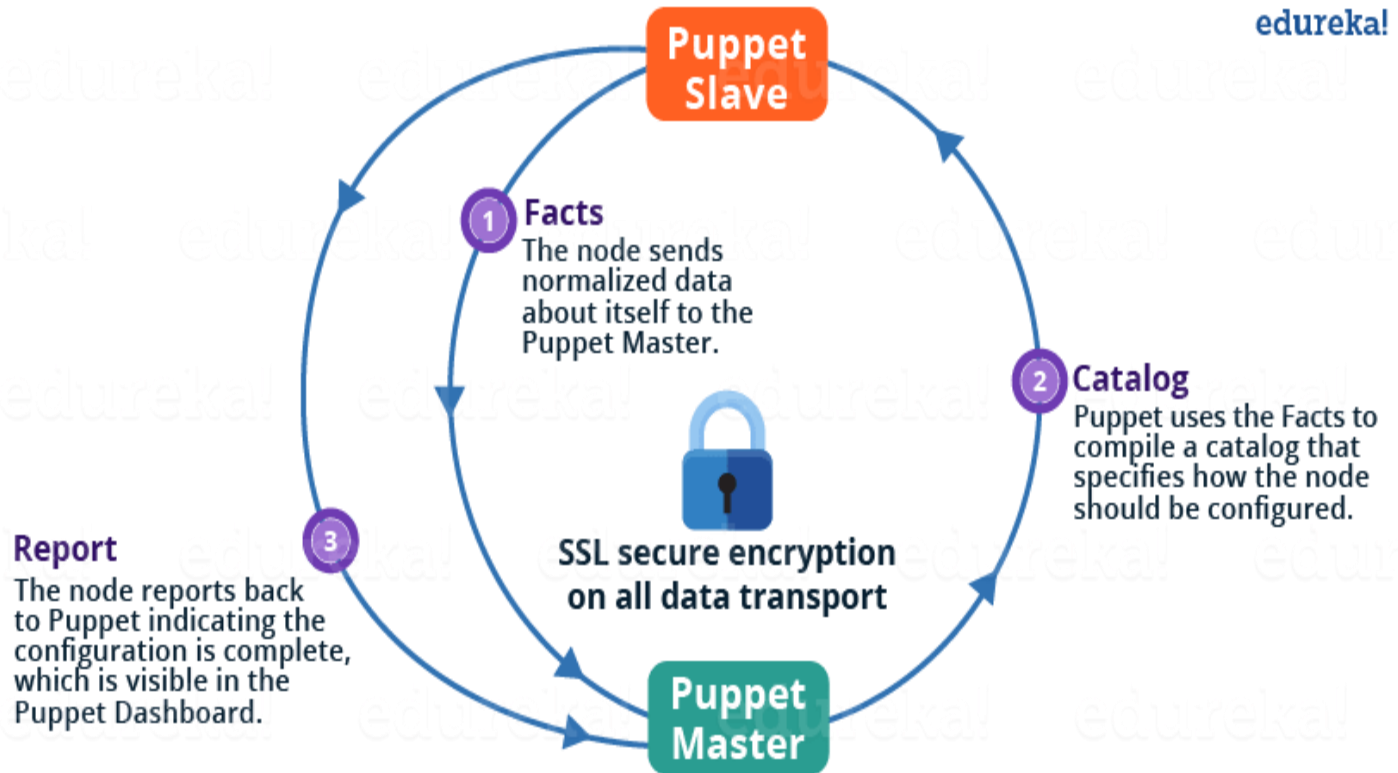 edureka!
Puppet
Slave
1
Facts
The node sends
normalized data
about itself to the
Puppet Master.
2
Catalog
Puppet uses the Facts to
compile a catalog that
specifies how the node
should be configured.
SSL secure encryption
on all data transport
3
Report
The node reports back
to Puppet indicating the
configuration is complete,
which is visible in the
Puppet Dashboard.
Puppet
Master